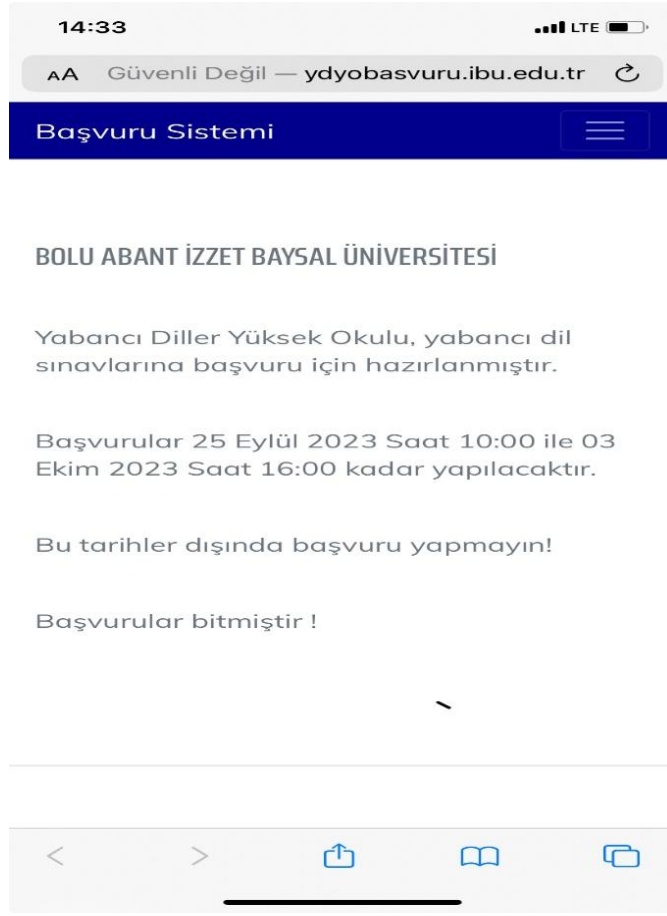 14:33
LTE
AA Güvenli Değil — ydyobasvuru.ibu.edu.tr
Başvuru Sistemi
BOLU ABANT İZZET BAYSAL ÜNİVERSİTESİ
Yabancı Diller Yüksek Okulu, yabancı dil
sınavlarına başvuru için hazırlanmıştır.
Başvurular 25 Eylül 2023 Saat 10:00 ile 03
Ekim 2023 Saat 16:00 kadar yapılacaktır.
Bu tarihler dışında başvuru yapmayın!
Başvurular bitmiştir !